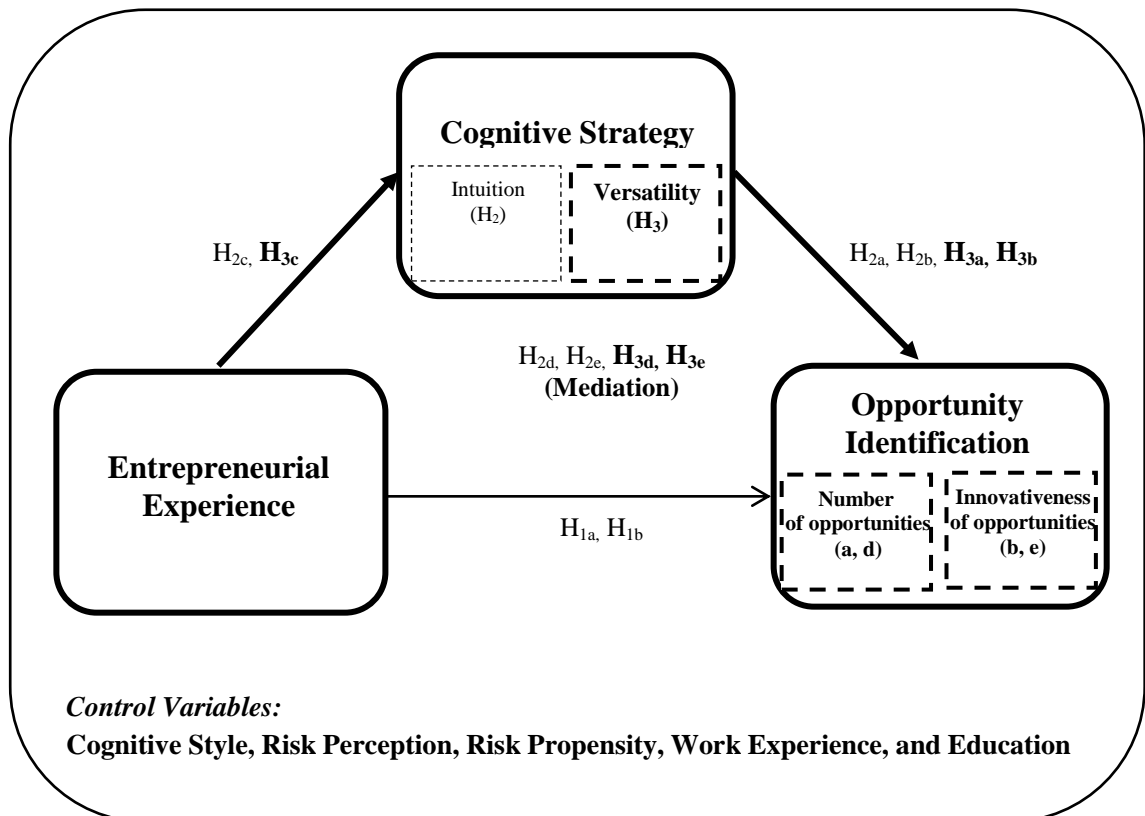 Cognitive Strategy
Intuition
(H2)
Versatility
(H3)
H2c, H3c
H2a, H2b, H3a, H3b
H2d, H2e, H3d, H3e
(Mediation)
Entrepreneurial
Experience
H1a, H1b
Opportunity
Identification
Number
of opportunities
(a, d)
Innovativeness
of opportunities
(b, e)
Control Variables:
Cognitive Style, Risk Perception, Risk Propensity, Work Experience, and Education